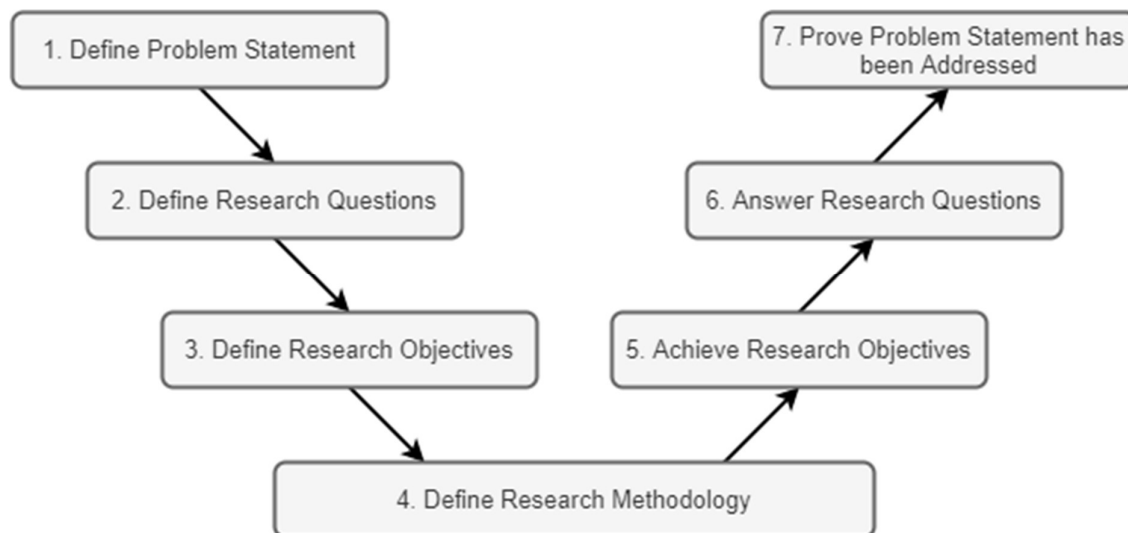 1. Define Problem Statement
2. Define Research Questions
3. Define Research Objectives
4. Define Research Methodology
5. Achieve Research Objectives
6. Answer Research Questions
7. Prove Problem Statement has
been Addressed